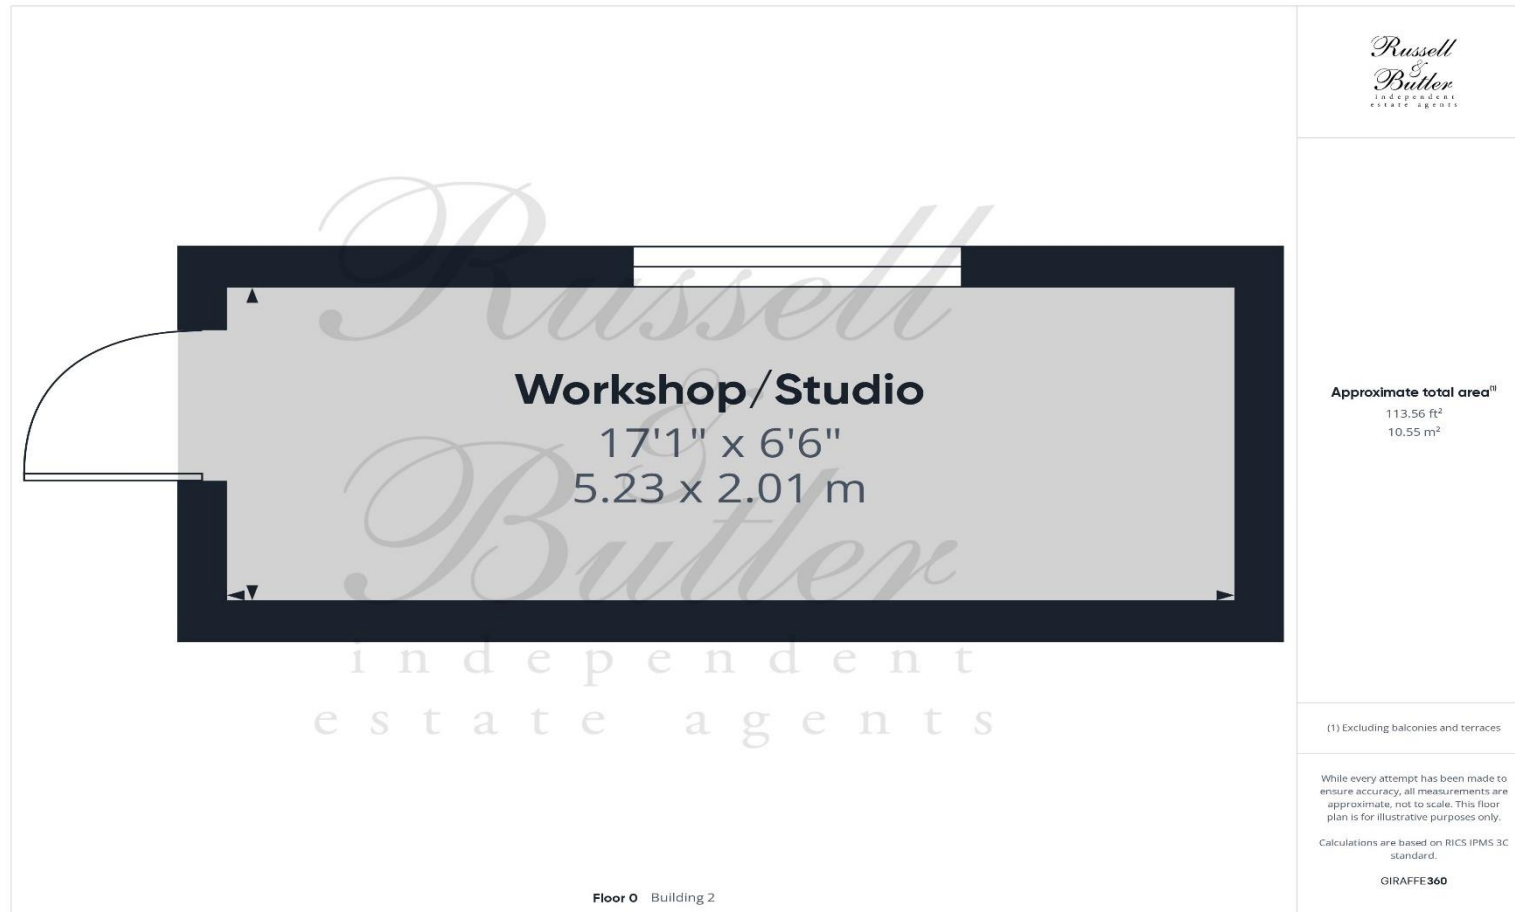 Russell
&
Butler
independent
estate agents
Russell
&
Butler
independent
estate agents
Workshop/Studio
17'1" x 6'6"
5.23 x 2.01 m
Approximate total area(1)
113.56 ft²
10.55 m²
(1) Excluding balconies and terraces
While every attempt has been made to
ensure accuracy, all measurements are
approximate, not to scale. This floor
plan is for illustrative purposes only.
Calculations are based on RICS IPMS 3C
standard.
GIRAFFE360
Floor 0 Building 2